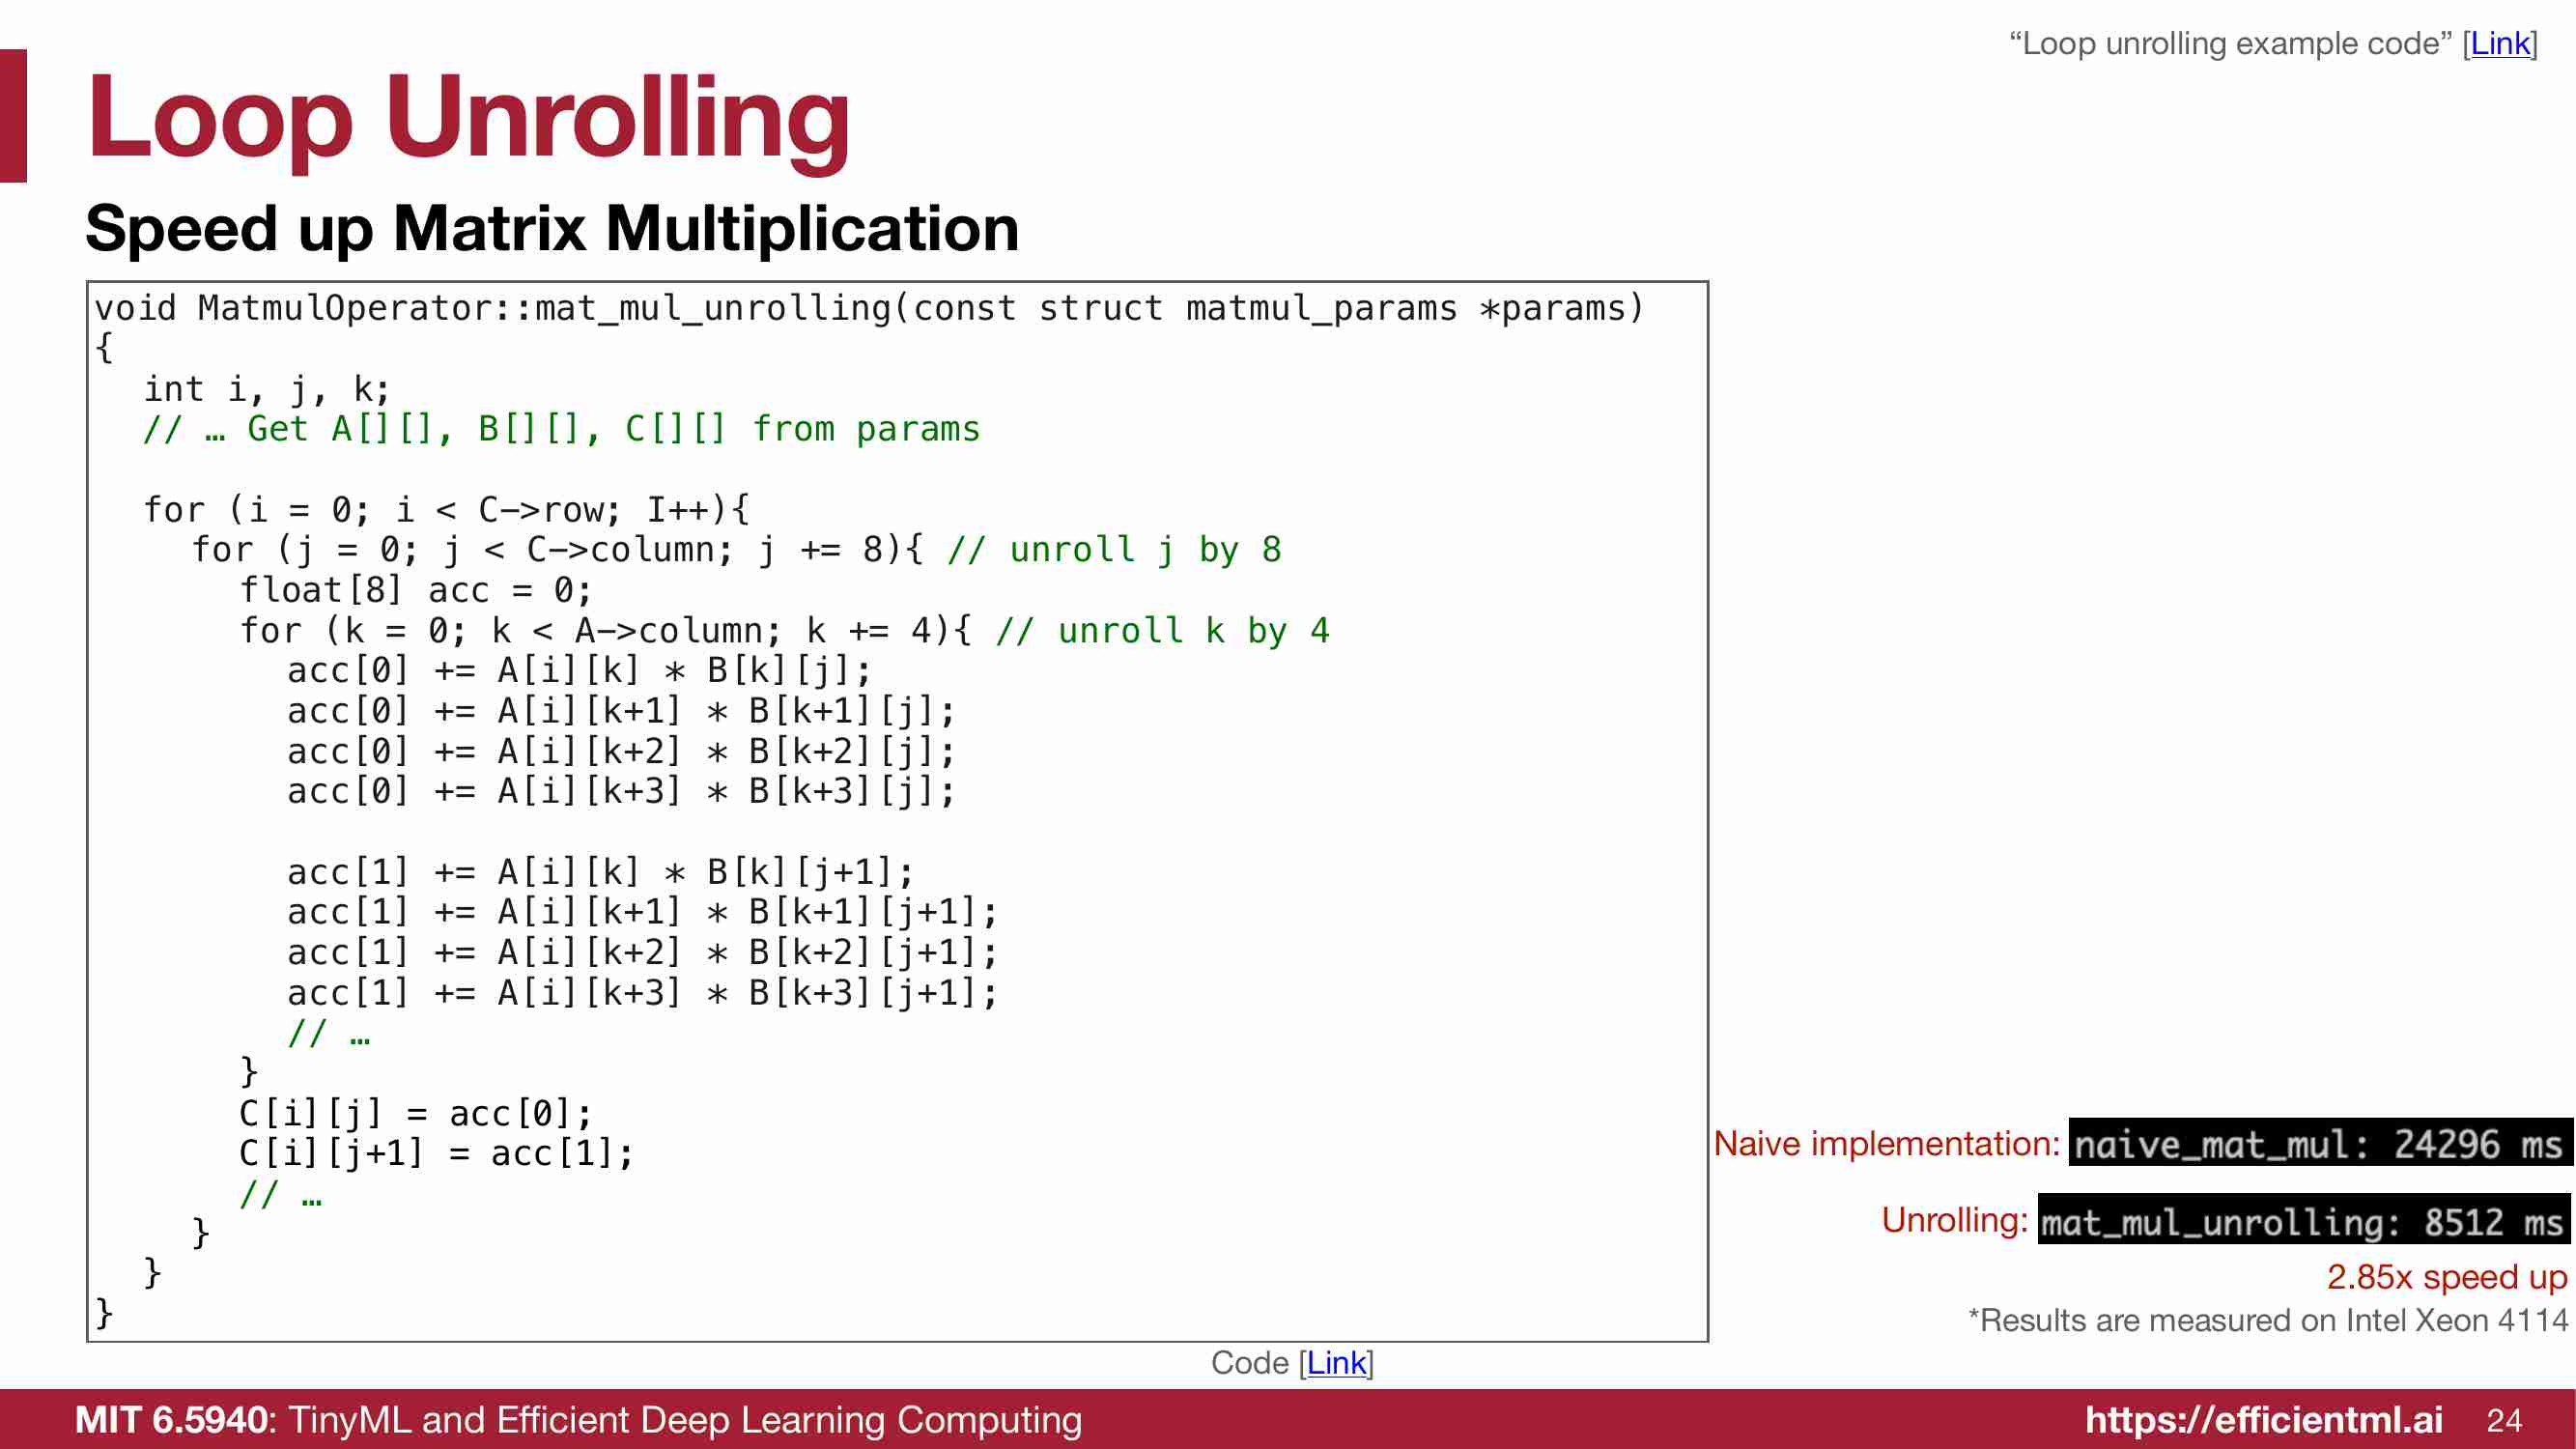 “Loop unrolling example code” [Link]
Loop Unrolling
Speed up Matrix Multiplication
void MatmulOperator::mat_mul_unrolling(const struct matmul_params *params)
{
int i, j, k;
// … Get A[][], B[][], C[][] from params
for (i = 0; i < C->row; I++){
for (j = 0; j < C->column; j += 8){ // unroll j by 8
float[8] acc = 0;
for (k = 0; k < A->column; k += 4){ // unroll k by 4
acc[0] += A[i][k] * B[k][j];
acc[0] += A[i][k+1] * B[k+1][j];
acc[0] += A[i][k+2] * B[k+2][j];
acc[0] += A[i][k+3] * B[k+3][j];
acc[1] += A[i][k] * B[k][j+1];
acc[1] += A[i][k+1] * B[k+1][j+1];
acc[1] += A[i][k+2] * B[k+2][j+1];
acc[1] += A[i][k+3] * B[k+3][j+1];
// …
}
C[i][j] = acc[0];
C[i][j+1] = acc[1];
// …
}
}
}
Naive implementation: naive_mat_mul: 24296 ms
Unrolling: mat_mul_unrolling: 8512 ms
2.85x speed up
*Results are measured on Intel Xeon 4114
Code [Link]
MIT 6.5940: TinyML and Efficient Deep Learning Computing
https://efficientml.ai 24